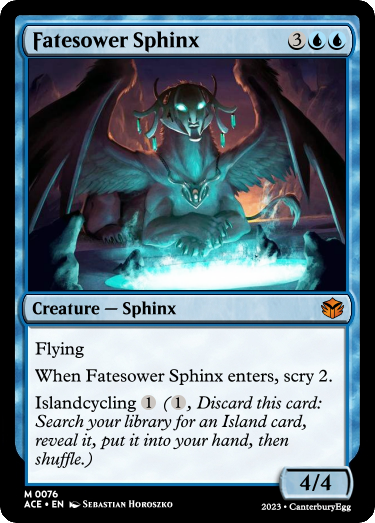 Fatesower Sphinx 3
Creature — Sphinx
Flying
When Fatesower Sphinx enters, scry 2.
Islandcycling 1 (1, Discard this card:
Search your library for an Island card,
reveal it, put it into your hand, then
shuffle.)
4/4
M 0076
ACE • EN Sebastian Horoszko
2023 • CanterburyEgg